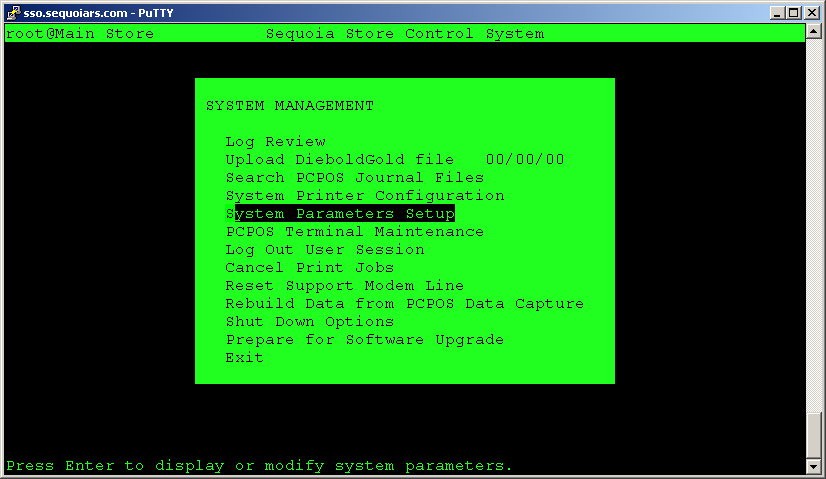 sso.sequoiars.com - PuTTY
root@Main Store Sequoia Store Control System
SYSTEM MANAGEMENT
Log Review
Upload DieboldGold file 00/00/00
Search PCPOS Journal Files
System Printer Configuration
System Parameters Setup
PCPOS Terminal Maintenance
Log Out User Session
Cancel Print Jobs
Reset Support Modem Line
Rebuild Data from PCPOS Data Capture
Shut Down Options
Prepare for Software Upgrade
Exit
Press Enter to display or modify system parameters.